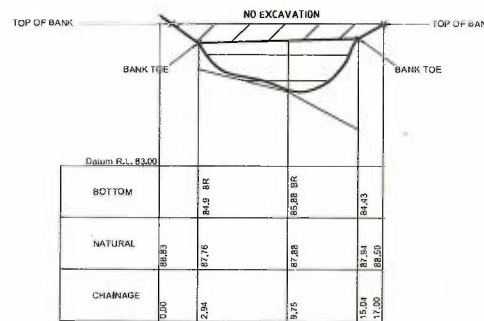 NO EXCAVATION
TOP OF BANK
TOP OF BAN
BANK TOE
BANK TOE
Datum R.L. 83.00
BOTTOM
84.9 BR
85.88 BR
84.43
NATURAL
88.83
87.76
87.88
87.94
88.50
CHAINAGE
0.00
2.94
9.75
15.04
17.00